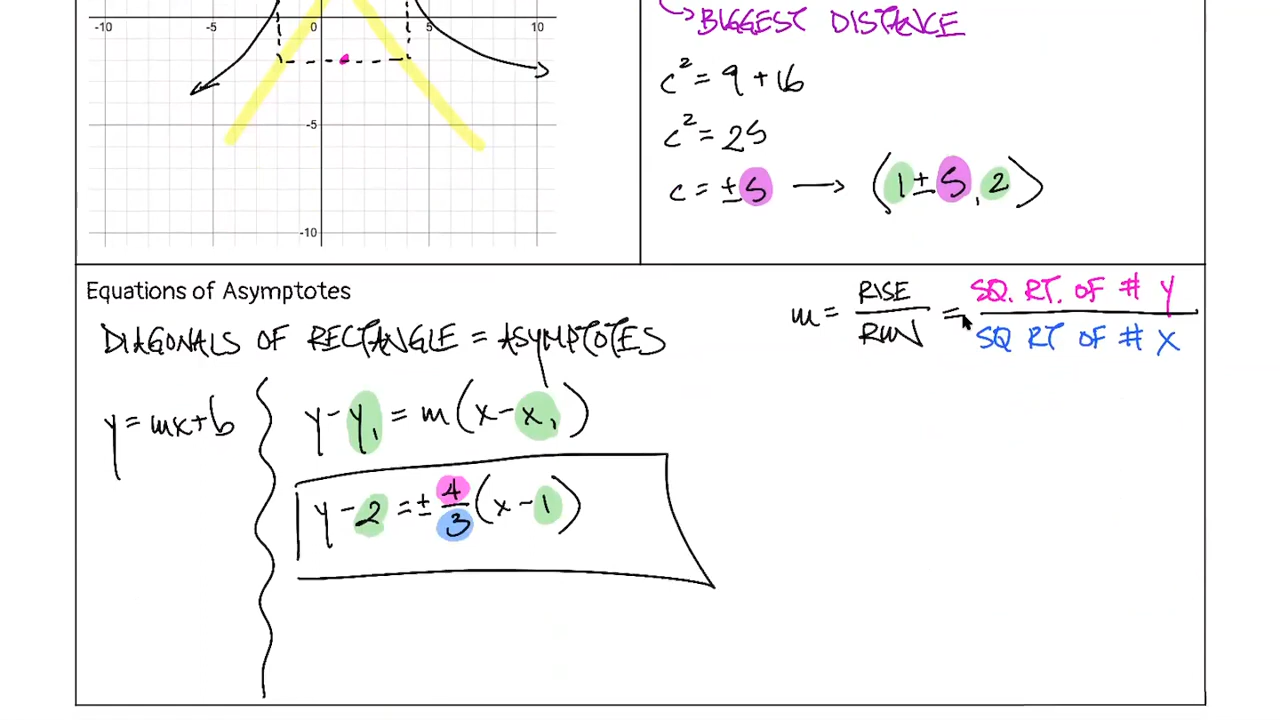 -10
-5
0
5
10
-5
-10
BIGGEST DISTANCE
c² = 9 + 16
c² = 25
c = ±5 → (1 ± 5, 2)
Equations of Asymptotes
DIAGONALS OF RECTANGLE = ASYMPTOTES
m = RISE/RUN = SQ. RT. OF # Y / SQ RT OF # X
y = mx + b
y - y₁ = m(x - x₁)
y - 2 = ± 4/3 (x - 1)